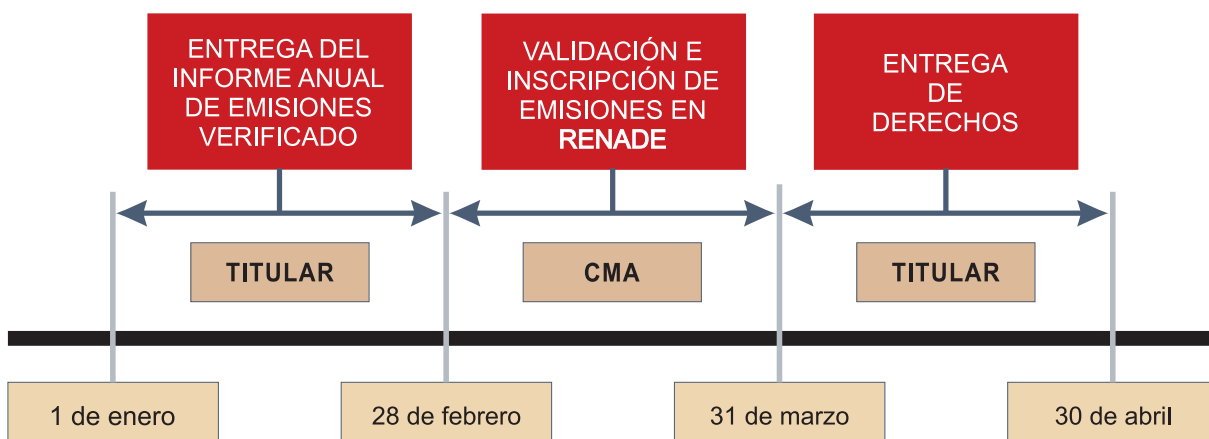 ENTREGA DEL
INFORME ANUAL
DE EMISIONES
VERIFICADO
VALIDACIÓN E
INSCRIPCIÓN DE
EMISIONES EN
RENADE
ENTREGA
DE
DERECHOS
TITULAR
CMA
TITULAR
1 de enero
28 de febrero
31 de marzo
30 de abril